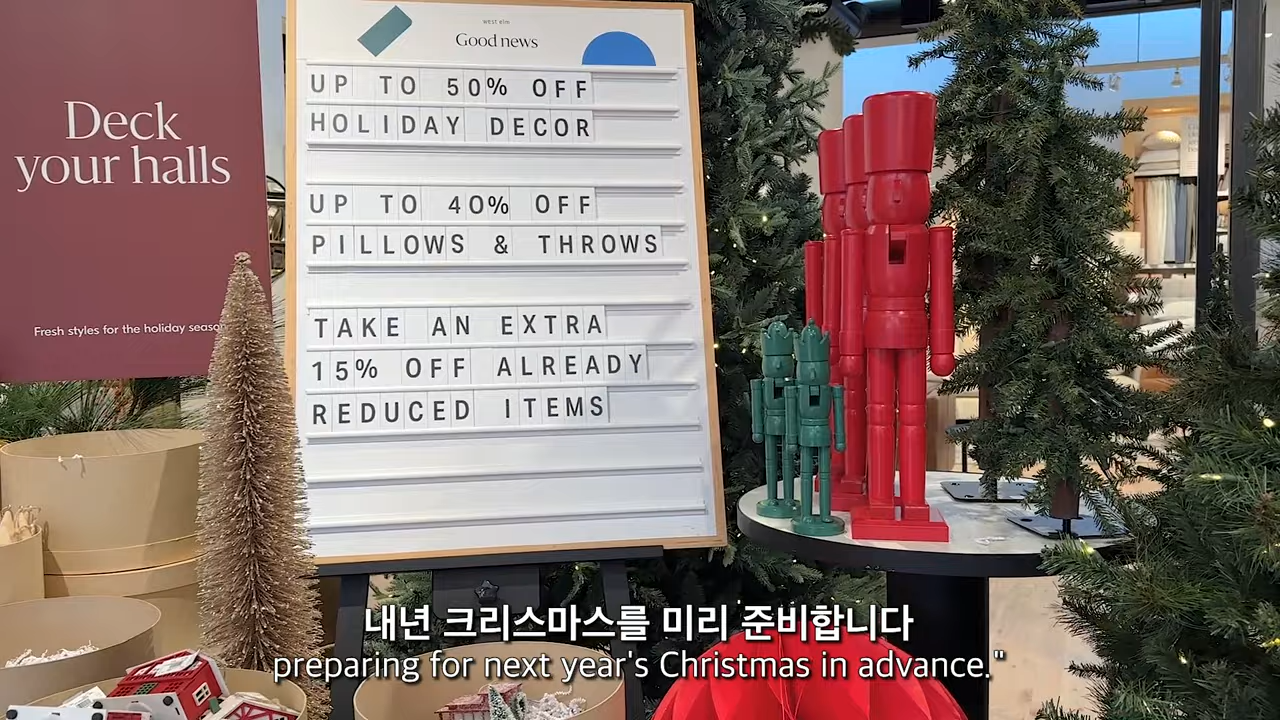 Deck
your halls
Fresh styles for the holiday season
west elm
Good news
UP TO 50% OFF
HOLIDAY DECOR
UP TO 40% OFF
PILLOWS & THROWS
TAKE AN EXTRA
15% OFF ALREADY
REDUCED ITEMS
내년 크리스마스를 미리 준비합니다
preparing for next year's Christmas in advance."